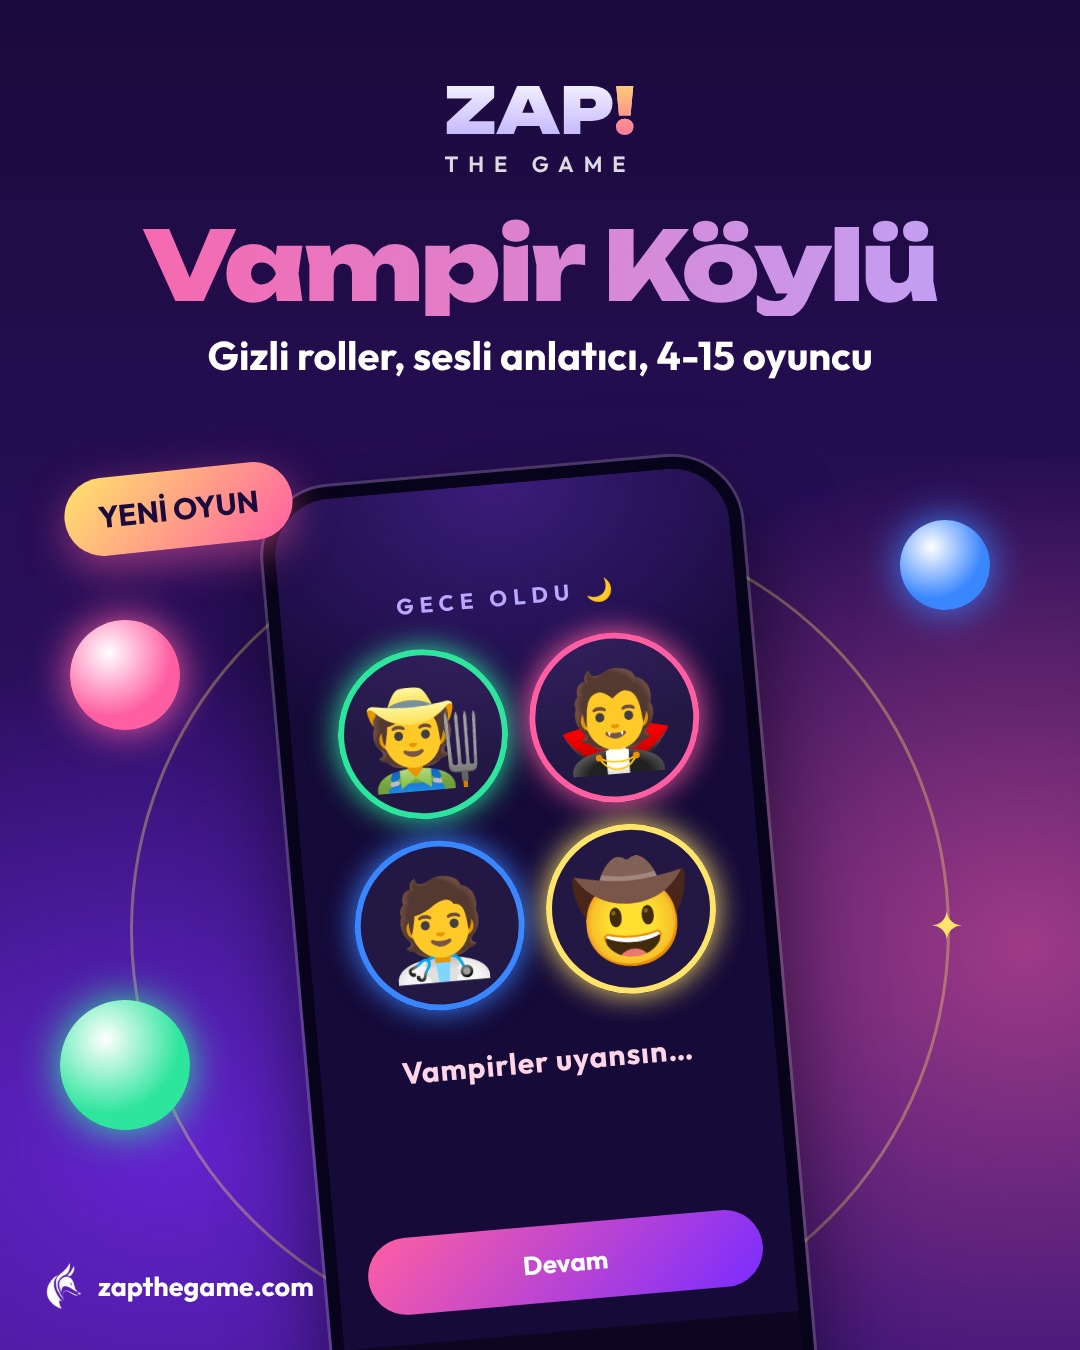 ZAP!
THE GAME
Vampir Köylü
Gizli roller, sesli anlatıcı, 4-15 oyuncu
YENİ OYUN
GECE OLDU 🌙
Vampirler uyansın...
Devam
zapthegame.com